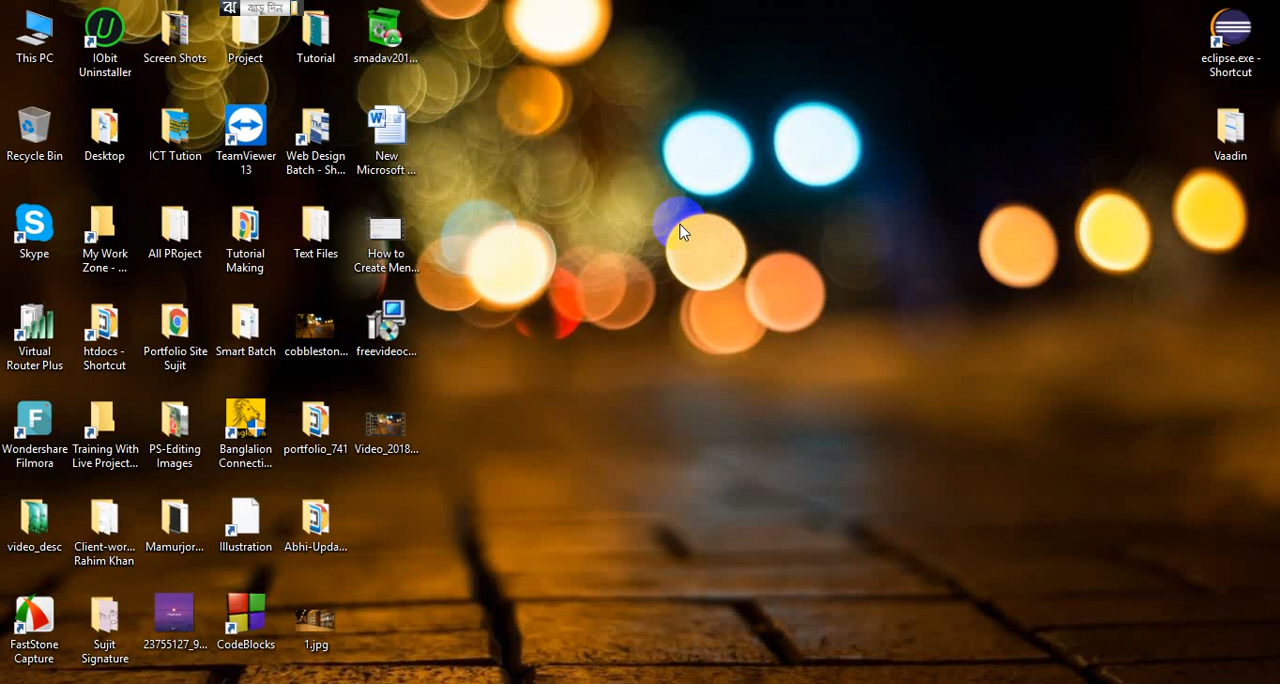 ঝাড়ু দিন
This PC
IObit
Uninstaller
Screen Shots
Project
Tutorial
smadav201...
eclipse.exe -
Shortcut
Recycle Bin
Desktop
ICT Tution
TeamViewer
13
Web Design
Batch - Sh...
New
Microsoft ...
Vaadin
Skype
My Work
Zone - ...
All PRoject
Tutorial
Making
Text Files
How to
Create Men...
Virtual
Router Plus
htdocs -
Shortcut
Portfolio Site
Sujit
Smart Batch
cobbleston...
freevideoc...
Wondershare
Filmora
Training With
Live Project...
PS-Editing
Images
Banglalion
Connecti...
portfolio_741
Video_2018...
video_desc
Client-wor...
Rahim Khan
Mamurjor...
Illustration
Abhi-Upda...
FastStone
Capture
Sujit
Signature
23755127_9...
CodeBlocks
1.jpg